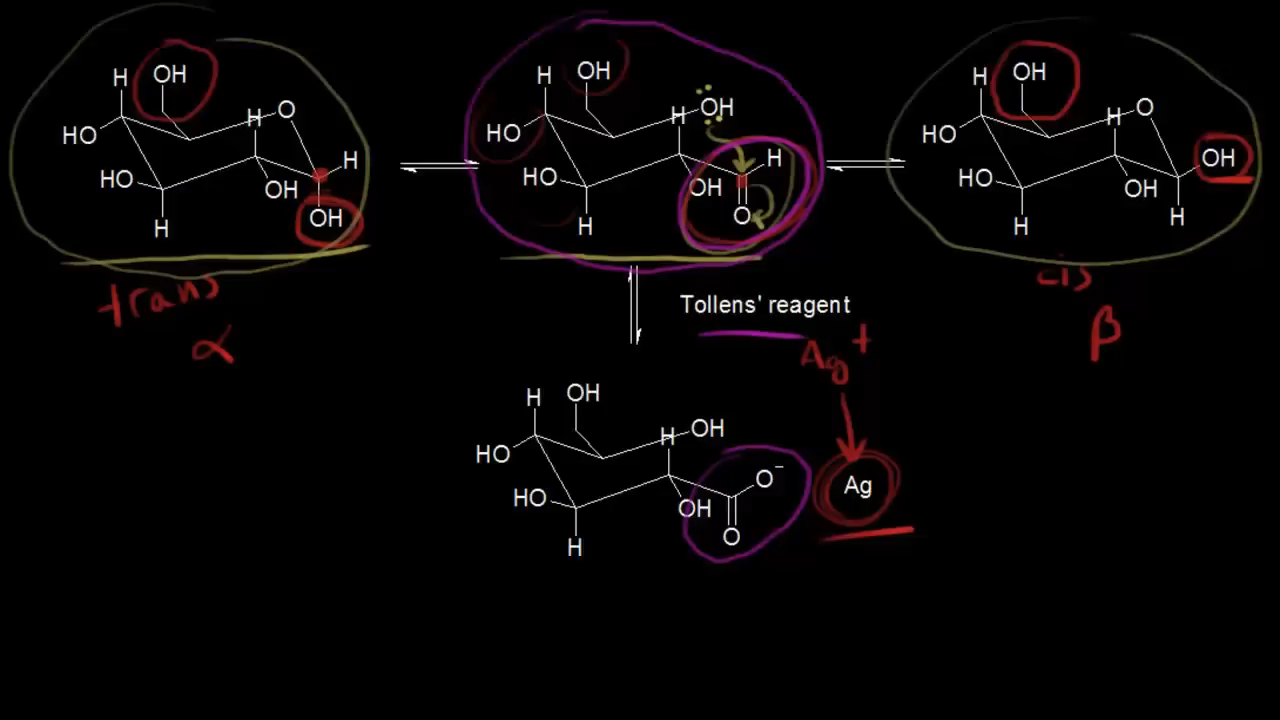 H OH O H H HO HO OH OH H
H OH OH H H HO HO OH O H
H OH O H OH HO HO OH H H
trans
α
cis
β
Tollens' reagent
Ag+
H OH H OH HO O− HO OH O H
Ag